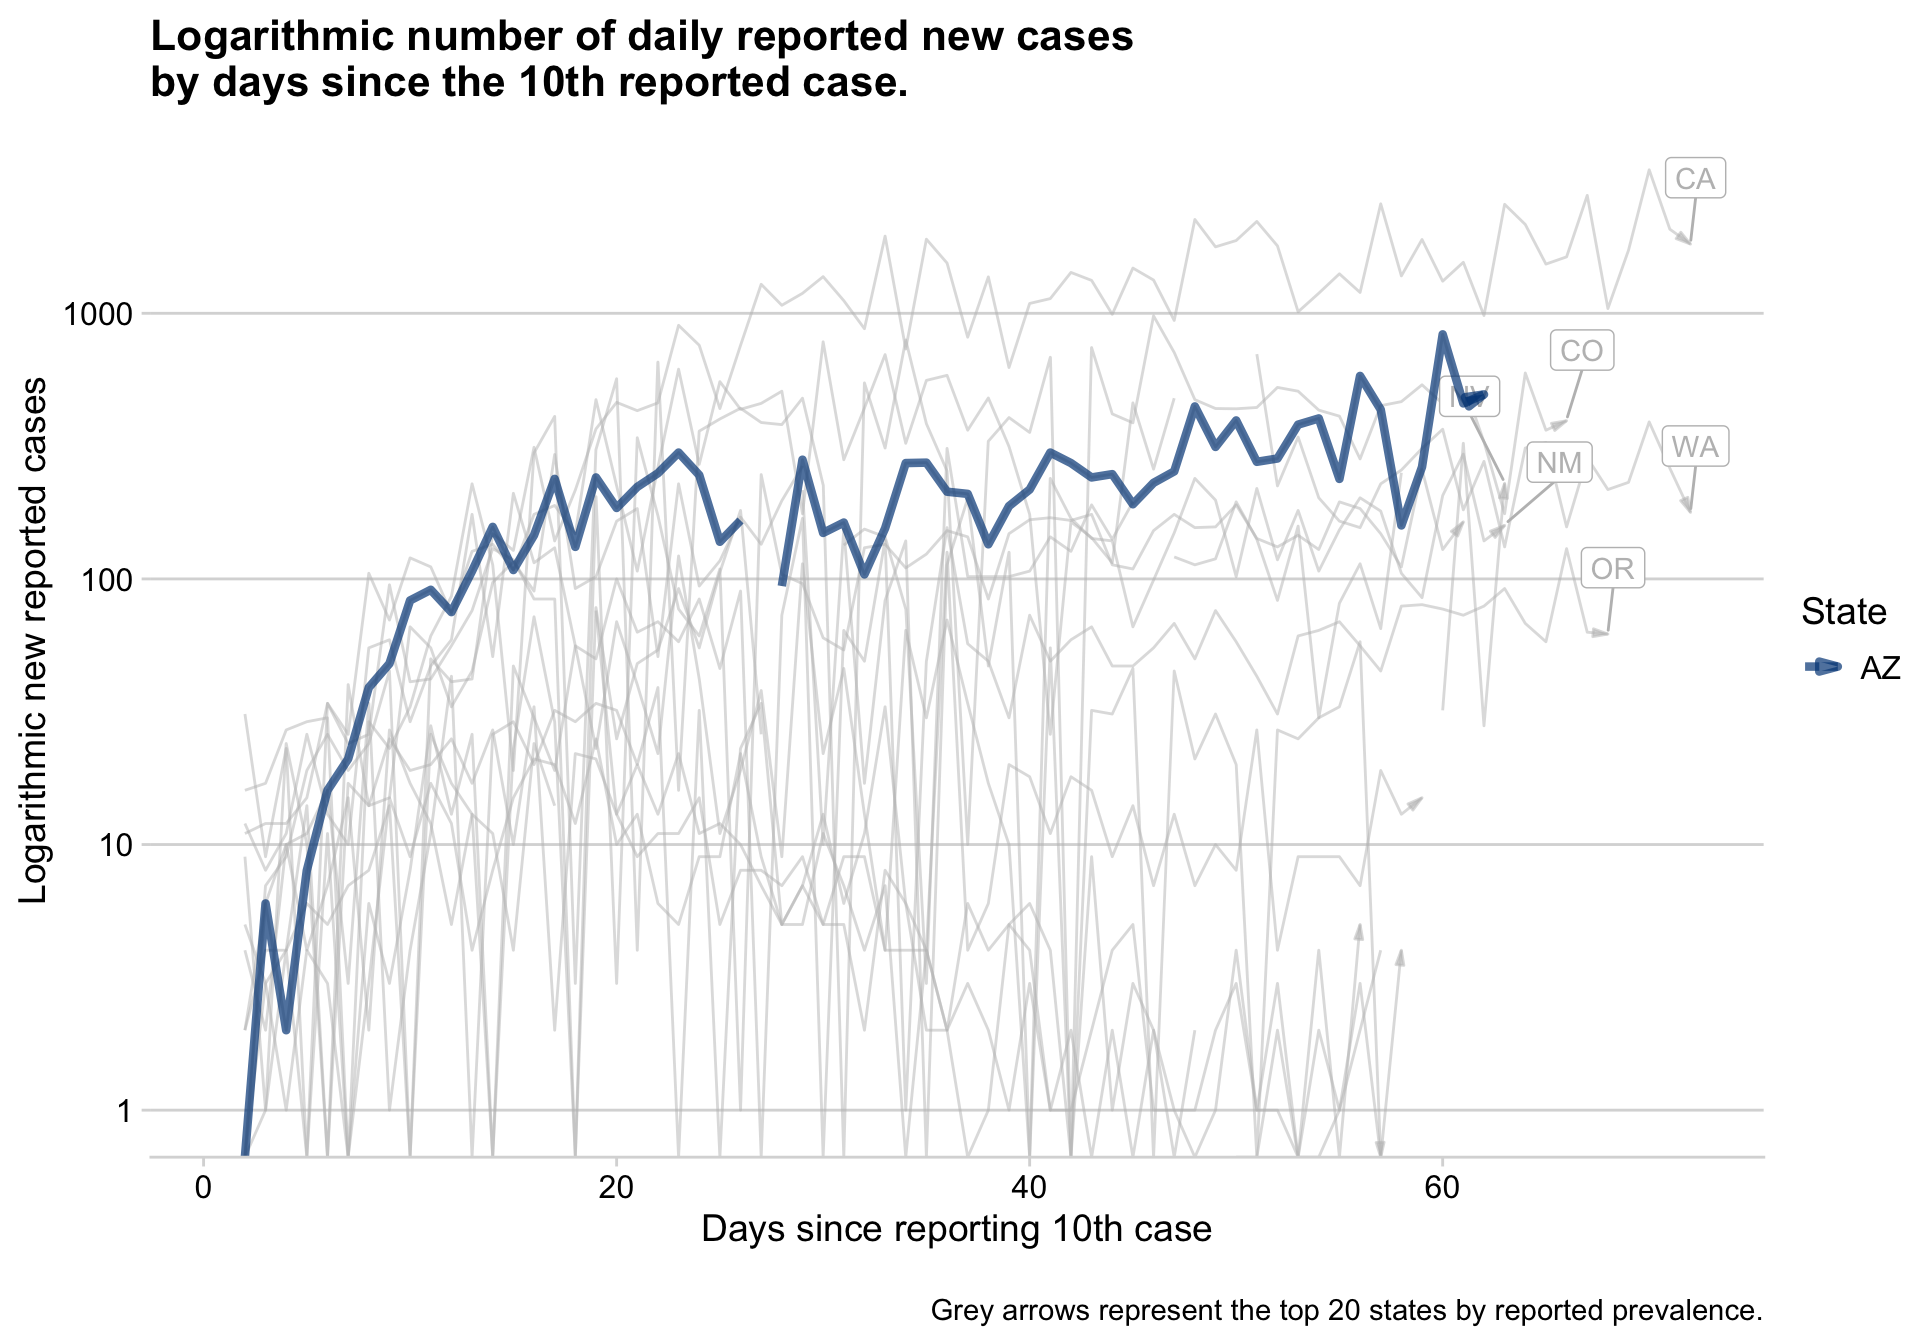 Logarithmic number of daily reported new cases
by days since the 10th reported case.
Logarithmic new reported cases
1000
100
10
1
CA
CO
NV
NM
WA
OR
State
AZ
0
20
40
60
Days since reporting 10th case
Grey arrows represent the top 20 states by reported prevalence.